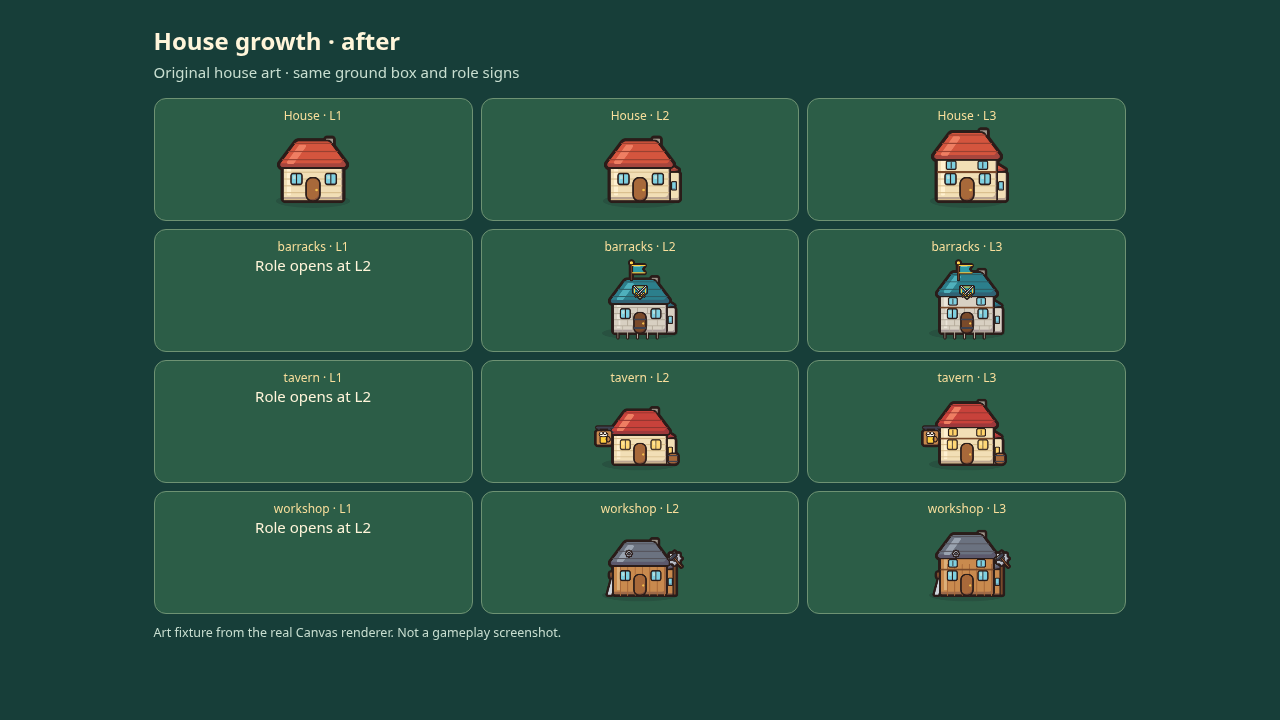 House growth · after
Original house art · same ground box and role signs
House · L1
House · L2
House · L3
barracks · L1
Role opens at L2
barracks · L2
barracks · L3
tavern · L1
Role opens at L2
tavern · L2
tavern · L3
workshop · L1
Role opens at L2
workshop · L2
workshop · L3
Art fixture from the real Canvas renderer. Not a gameplay screenshot.